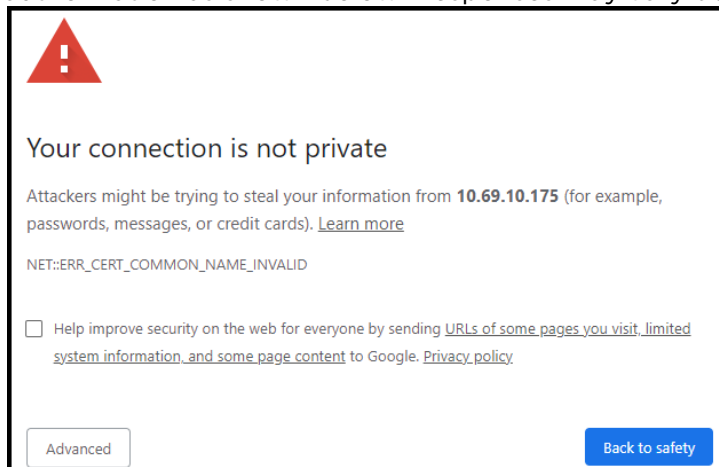 Your connection is not private
Attackers might be trying to steal your information from 10.69.10.175 (for example,
passwords, messages, or credit cards). Learn more
NET::ERR_CERT_COMMON_NAME_INVALID
Help improve security on the web for everyone by sending URLs of some pages you visit, limited
system information, and some page content to Google. Privacy policy
Advanced
Back to safety